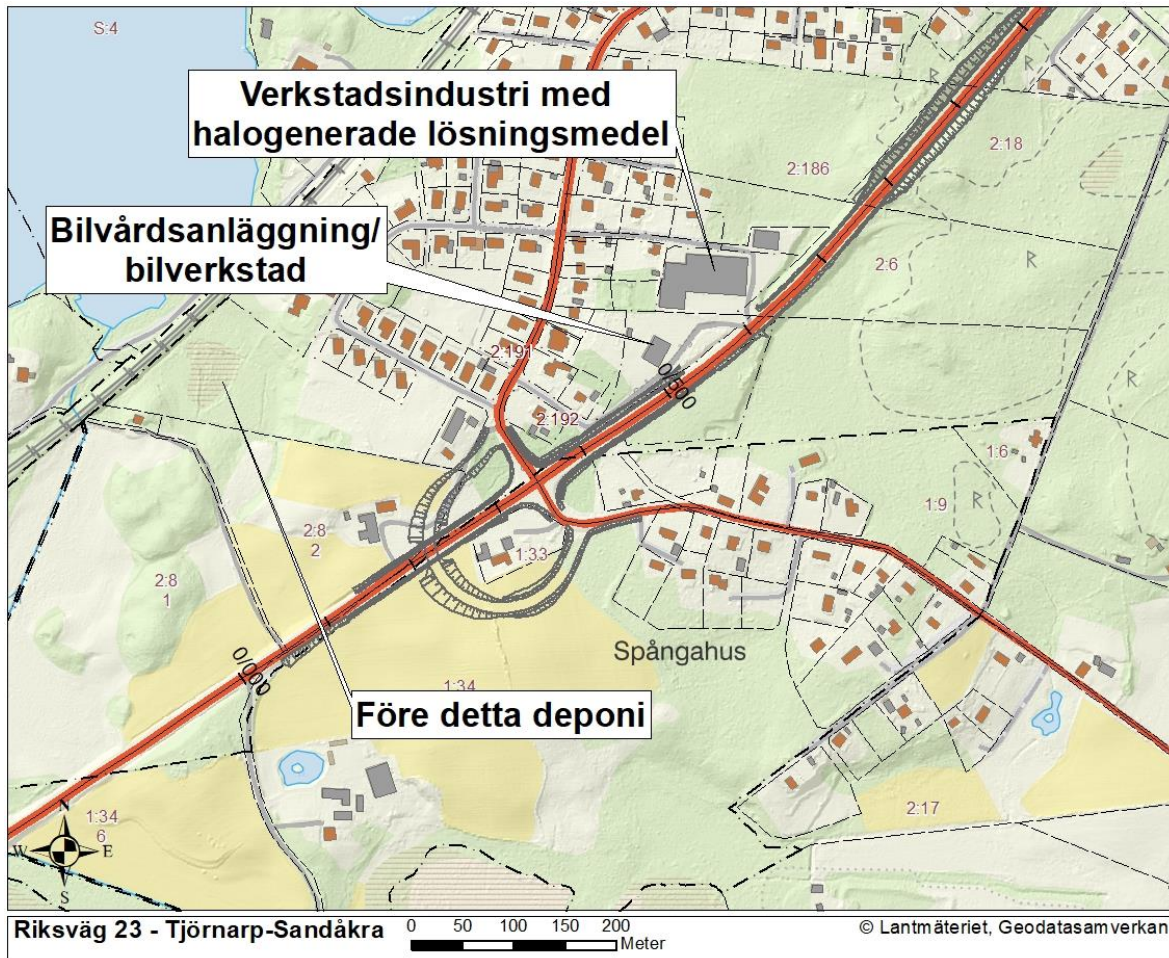 S:4
Verkstadsindustri med
halogenerade lösningsmedel
R
R
2:18
2:186
Bilvårdsanläggning/
bilverkstad
2:6
R
2:191
0/500
R
2:192
1:6
2:8
2
1:33
1:9
R
2:8
1
Spångahus
0/000
1:34
Före detta deponi
1:34
6
2:17
N
W E
S
Riksväg 23 - Tjörnarp-Sandåkra
0 50 100 150 200
Meter
© Lantmäteriet, Geodatasamverkan